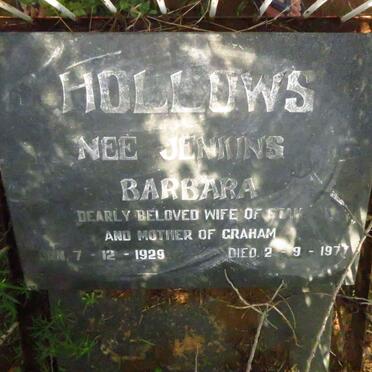 HOLLOWS
NEE JENKINS
BARBARA
DEARLY BELOVED WIFE OF STAN
AND MOTHER OF GRAHAM
BORN. 7 - 12 - 1929 DIED. 2 - 9 -